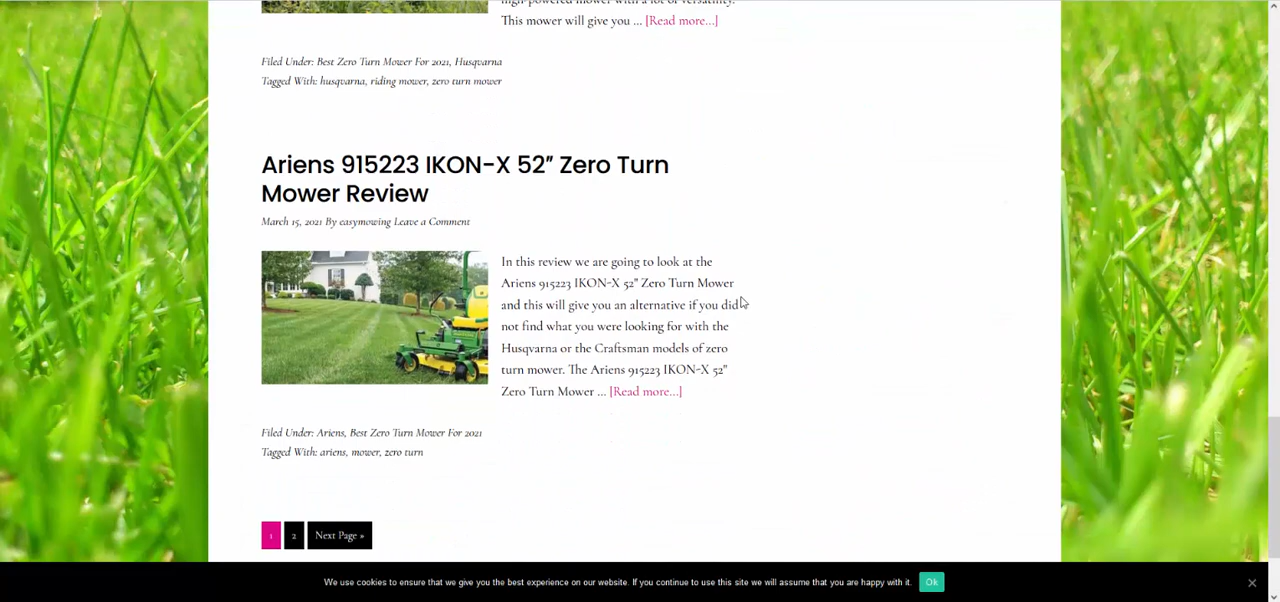 This mower will give you ... [Read more...]
Filed Under: Best Zero Turn Mower For 2021, Husqvarna
Tagged With: husqvarna, riding mower, zero turn mower
Ariens 915223 IKON-X 52″ Zero Turn
Mower Review
March 15, 2021 By easymowing Leave a Comment
In this review we are going to look at the
Ariens 915223 IKON-X 52" Zero Turn Mower
and this will give you an alternative if you did
not find what you were looking for with the
Husqvarna or the Craftsman models of zero
turn mower. The Ariens 915223 IKON-X 52"
Zero Turn Mower ... [Read more...]
Filed Under: Ariens, Best Zero Turn Mower For 2021
Tagged With: ariens, mower, zero turn
1 2 Next Page »
We use cookies to ensure that we give you the best experience on our website. If you continue to use this site we will assume that you are happy with it. Ok